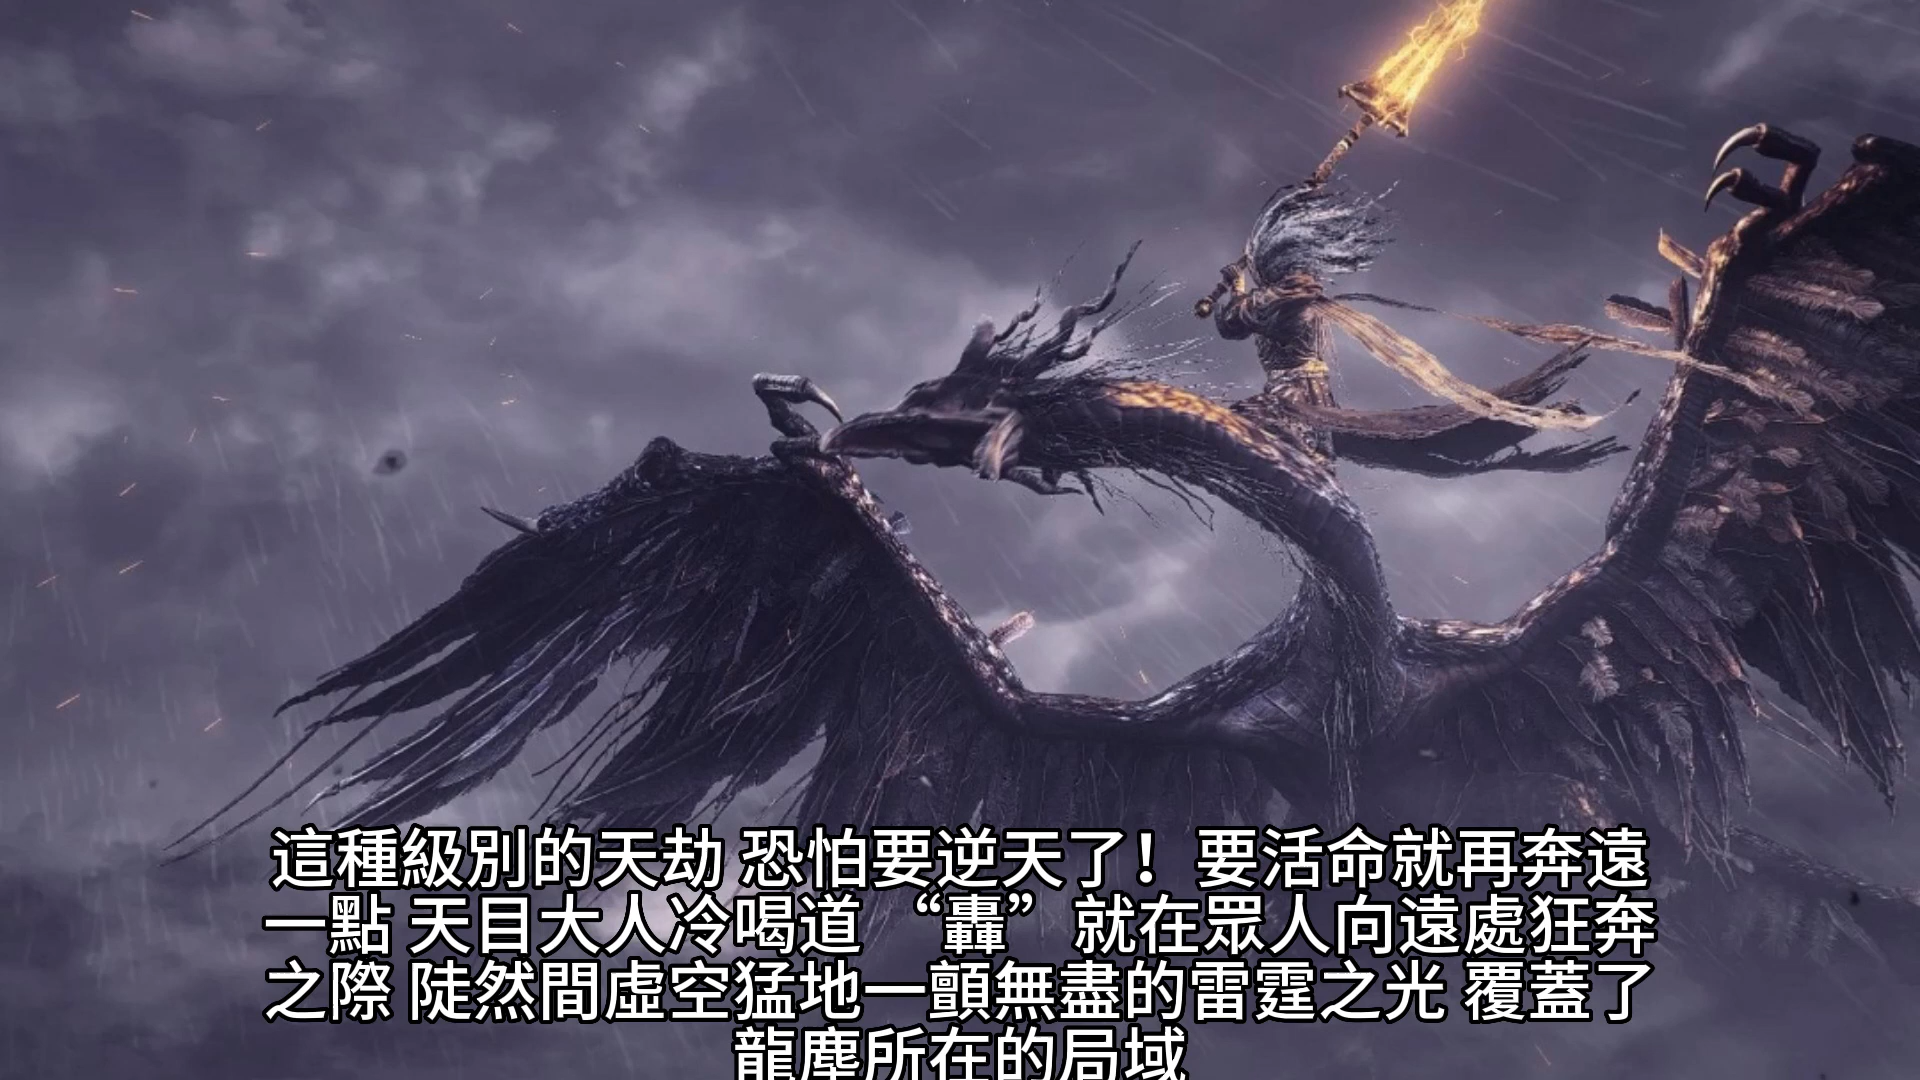 這種級別的天劫 恐怕要逆天了！要活命就再奔遠
一點 天目大人冷喝道 “轟”就在眾人向遠處狂奔
之際 陡然間虛空猛地一顫無盡的雷霆之光 覆蓋了
龍塵所在的局域